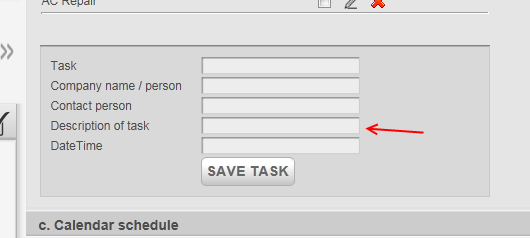 AC Repair
Task
Company name / person
Contact person
Description of task
DateTime
SAVE TASK
c. Calendar schedule